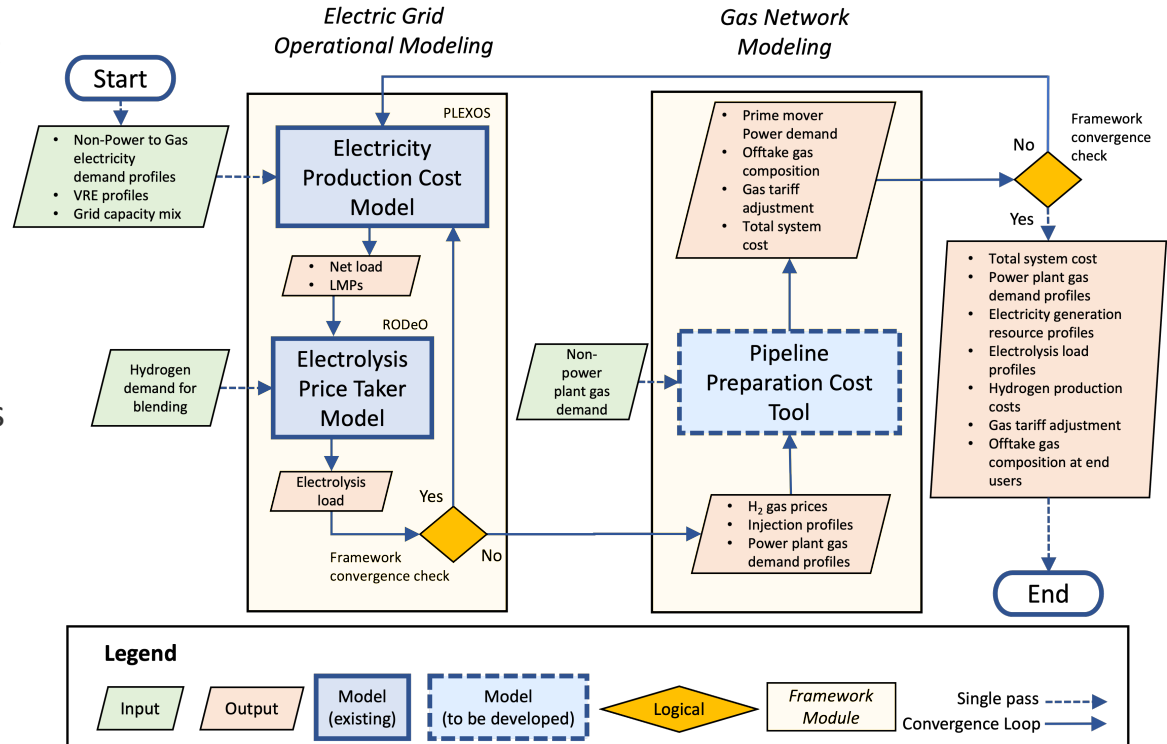 Electric Grid
Operational Modeling
Gas Network
Modeling
Start
• Non-Power to Gas
electricity
demand profiles
• VRE profiles
• Grid capacity mix
PLEXOS
Electricity
Production Cost
Model
• Net load
• LMPs
RODeO
Electrolysis
Price Taker
Model
Hydrogen
demand for
blending
s
Electrolysis
load
Yes
No
Framework
convergence check
• Prime mover
Power demand
• Offtake gas
composition
• Gas tariff
adjustment
• Total system
cost
Non-
power
plant gas
demand
Pipeline
Preparation Cost
Tool
• H₂ gas prices
• Injection profiles
• Power plant gas
demand profiles
Framework
convergence
check
No
Yes
• Total system cost
• Power plant gas
demand profiles
• Electricity generation
resource profiles
• Electrolysis load
profiles
• Hydrogen production
costs
• Gas tariff adjustment
• Offtake gas
composition at end
users
End
Legend
Input
Output
Model
(existing)
Model
(to be developed)
Logical
Framework
Module
Single pass
Convergence Loop